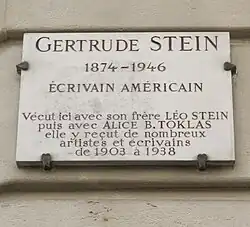 GERTRUDE STEIN
1874-1946
ÉCRIVAIN AMÉRICAIN
Vécut ici avec son frère LÉO STEIN
puis avec ALICE B. TOKLAS
elle y reçut de nombreux
artistes et écrivains
de 1903 à 1938